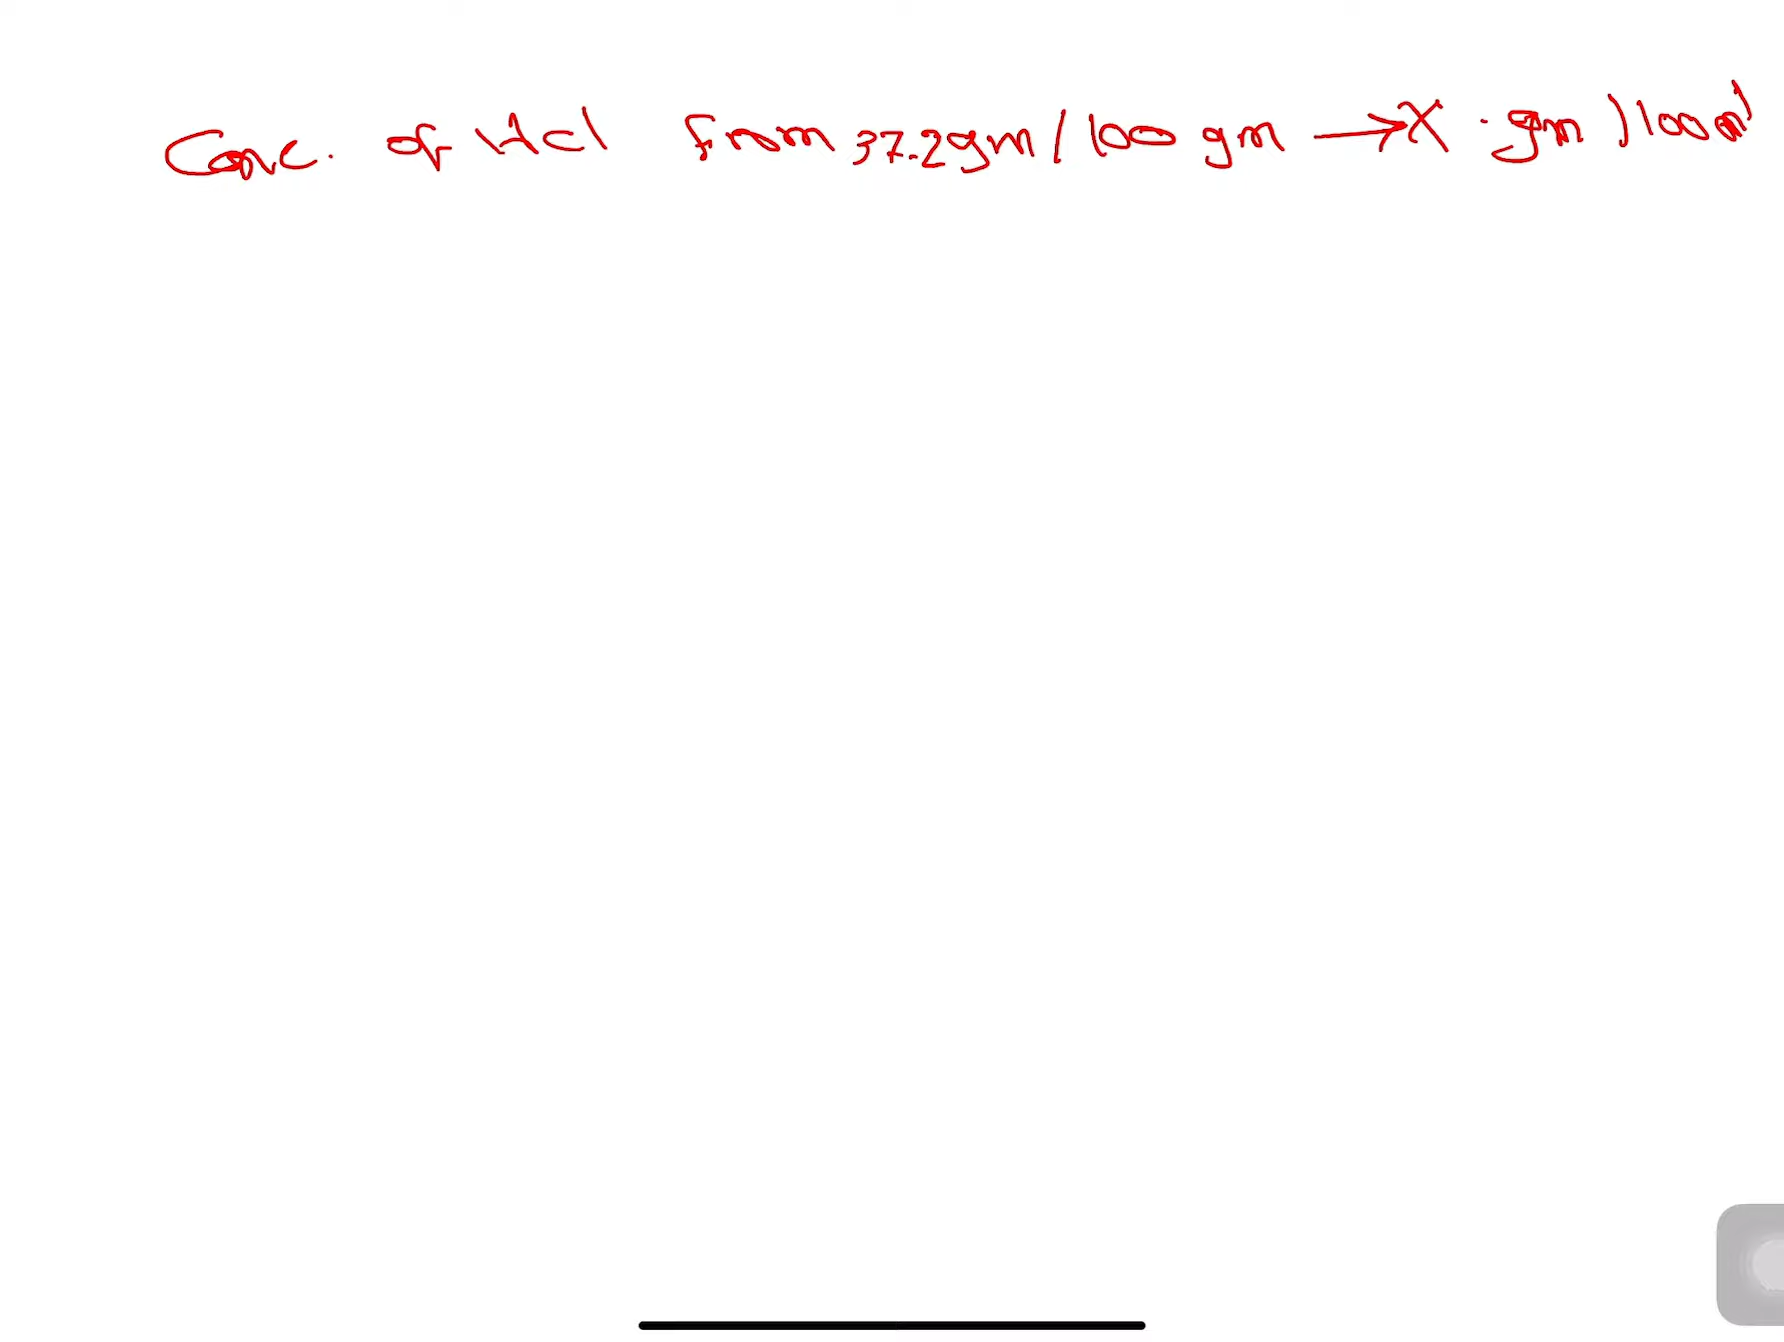 Conc. of HCl from 37.2gm/100 gm → X gm/100ml